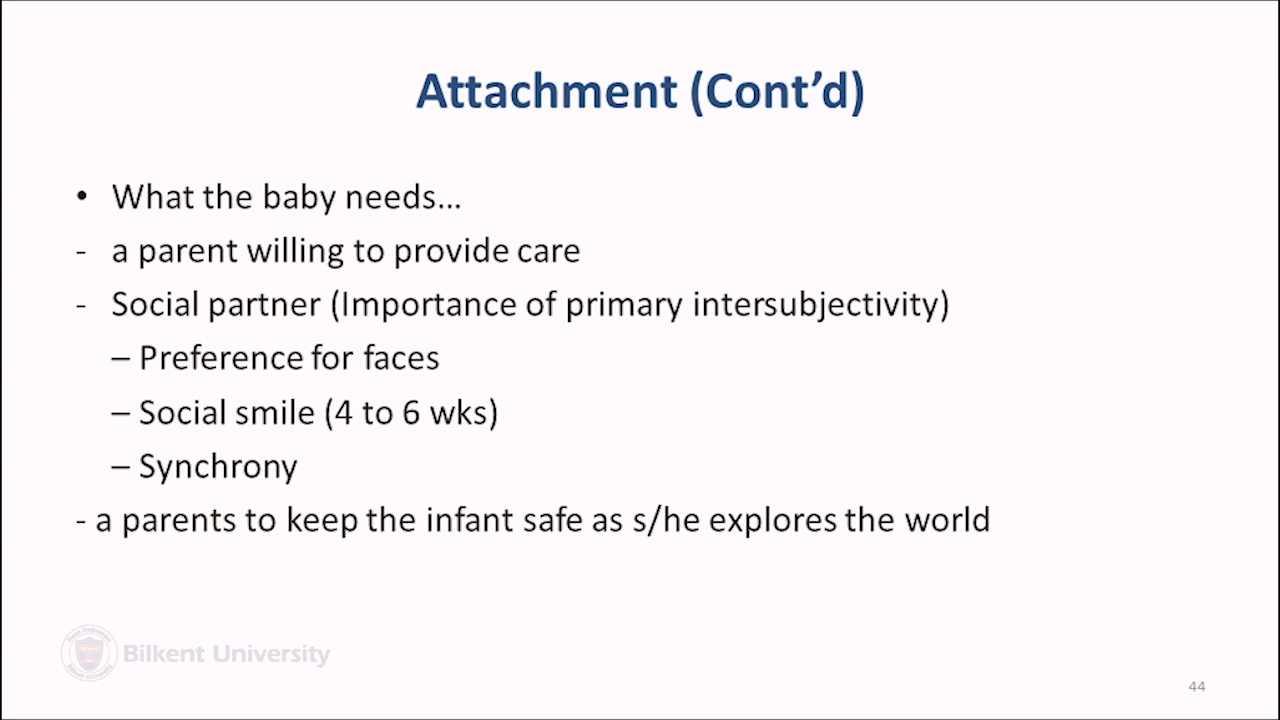 Attachment (Cont’d)
• What the baby needs…
- a parent willing to provide care
- Social partner (Importance of primary intersubjectivity)
– Preference for faces
– Social smile (4 to 6 wks)
– Synchrony
- a parents to keep the infant safe as s/he explores the world
Bilkent University
44